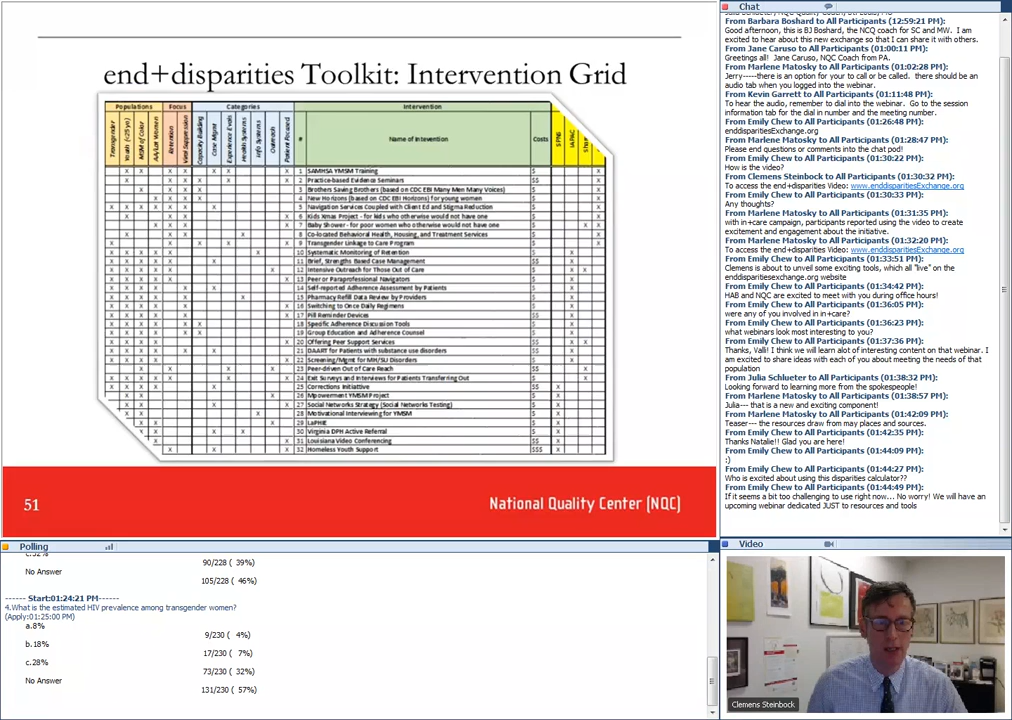 end+disparities Toolkit: Intervention Grid
Populations Focus Categories Intervention
Transgender
Youth (<25 yo)
MSM of Color
AA/Lat Women
Retention
Viral Suppression
Capacity Building
Case Mgmt
Experience Evals
Health Systems
Info Systems
Outreach
Patient Focused
#
Name of Intervention
Costs
SPNS
IAPAC
1 SAMHSA YMSM Training $
2 Practice-based Evidence Seminars $
3 Brothers Saving Brothers (based on CDC EBI Many Men Many Voices) $
4 New Horizons (based on CDC EBI Horizons) for young women $
5 Navigation Services Coupled with Client Ed and Stigma Reduction $
6 Kids Xmas Project - for kids who otherwise would not have one $
7 Baby Shower - for poor women who otherwise would not have one $
8 Co-located Behavioral Health, Housing, and Treatment Services $
9 Transgender Linkage to Care Program $
10 Systematic Monitoring of Retention $
11 Brief, Strengths Based Case Management $
12 Intensive Outreach for Those Out of Care $$
13 Peer or Paraprofessional Navigators $
14 Self-reported Adherence Assessment by Patients $
15 Pharmacy Refill Data Review by Providers $
16 Switching to Once Daily Regimens $
17 Pill Reminder Devices $$
18 Specific Adherence Discussion Tools $
19 Group Education and Adherence Counsel $
20 Offering Peer Support Services $$
21 DAART for Patients with substance use disorders $$
22 Screening/Mgmt for MH/SU Disorders $
23 Peer-driven Out of Care Reach $$
24 Exit Surveys and Interviews for Patients Transferring Out $$
25 Corrections Initiative $$
26 Mpowerment YMSM Project $
27 Social Networks Strategy (Social Networks Testing) $
28 Motivational Interviewing for YMSM $
29 LaPHIE $
30 Virginia DPH Active Referral $
31 Louisiana Video Conferencing $$
32 Homeless Youth Support $$$
51
National Quality Center (NQC)
Chat
From Barbara Boshard to All Participants (12:59:21 PM):
Good afternoon, this is BJ Boshard, the NCQ coach for SC and MW. I am
excited to hear about this new exchange so that I can share it with others.
From Jane Caruso to All Participants (01:00:11 PM):
Greetings all! Jane Caruso, NQC Coach from PA.
From Marlene Matosky to All Participants (01:02:28 PM):
Jerry-----there is an option for your to call or be called. there should be an
audio tab when you logged into the webinar.
From Kevin Garrett to All Participants (01:11:48 PM):
To hear the audio, remember to dial into the webinar. Go to the session
information tab for the dial in number and the meeting number.
From Emily Chew to All Participants (01:26:48 PM):
enddisparitiesExchange.org
From Marlene Matosky to All Participants (01:28:47 PM):
Please end questions or comments into the chat pod!
From Emily Chew to All Participants (01:30:22 PM):
How is the video?
From Clemens Steinbock to All Participants (01:30:32 PM):
To access the end+disparities Video: www.enddisparitiesExchange.org
From Emily Chew to All Participants (01:30:33 PM):
Any thoughts?
From Marlene Matosky to All Participants (01:31:35 PM):
with in+care campaign, participants reported using the video to create
excitement and engagement about the initiative.
From Marlene Matosky to All Participants (01:32:20 PM):
To access the end+disparities Video: www.enddisparitiesExchange.org
From Emily Chew to All Participants (01:33:51 PM):
Clemens is about to unveil some exciting tools, which all "live" on the
enddisparitiesexchange.org website
From Emily Chew to All Participants (01:34:42 PM):
HAB and NQC are excited to meet with you during office hours!
From Emily Chew to All Participants (01:36:05 PM):
were any of you involved in in+care?
From Emily Chew to All Participants (01:36:23 PM):
what webinars look most interesting to you?
From Emily Chew to All Participants (01:37:36 PM):
Thanks, Valli! I think we will learn alot of interesting content on that webinar. I
am excited to share ideas with each of you about meeting the needs of that
population
From Julia Schlueter to All Participants (01:38:32 PM):
Looking forward to learning more from the spokespeople!
From Marlene Matosky to All Participants (01:38:57 PM):
Julia--- that is a new and exciting component!
From Marlene Matosky to All Participants (01:42:09 PM):
Teaser--- the resources draw from may places and sources.
From Emily Chew to All Participants (01:42:35 PM):
Thanks Natalie!! Glad you are here!
From Emily Chew to All Participants (01:44:09 PM):
:)
From Emily Chew to All Participants (01:44:27 PM):
Who is excited about using this disparities calculator??
From Emily Chew to All Participants (01:44:49 PM):
If it seems a bit too challenging to use right now... No worry! We will have an
upcoming webinar dedicated JUST to resources and tools
Polling
90/228 ( 39%)
No Answer
105/228 ( 46%)
------ Start:01:24:21 PM------
4.What is the estimated HIV prevalence among transgender women?
(Apply:01:25:00 PM)
a.8%
9/230 ( 4%)
b.18%
17/230 ( 7%)
c.28%
73/230 ( 32%)
No Answer
131/230 ( 57%)
Video
Clemens Steinbock